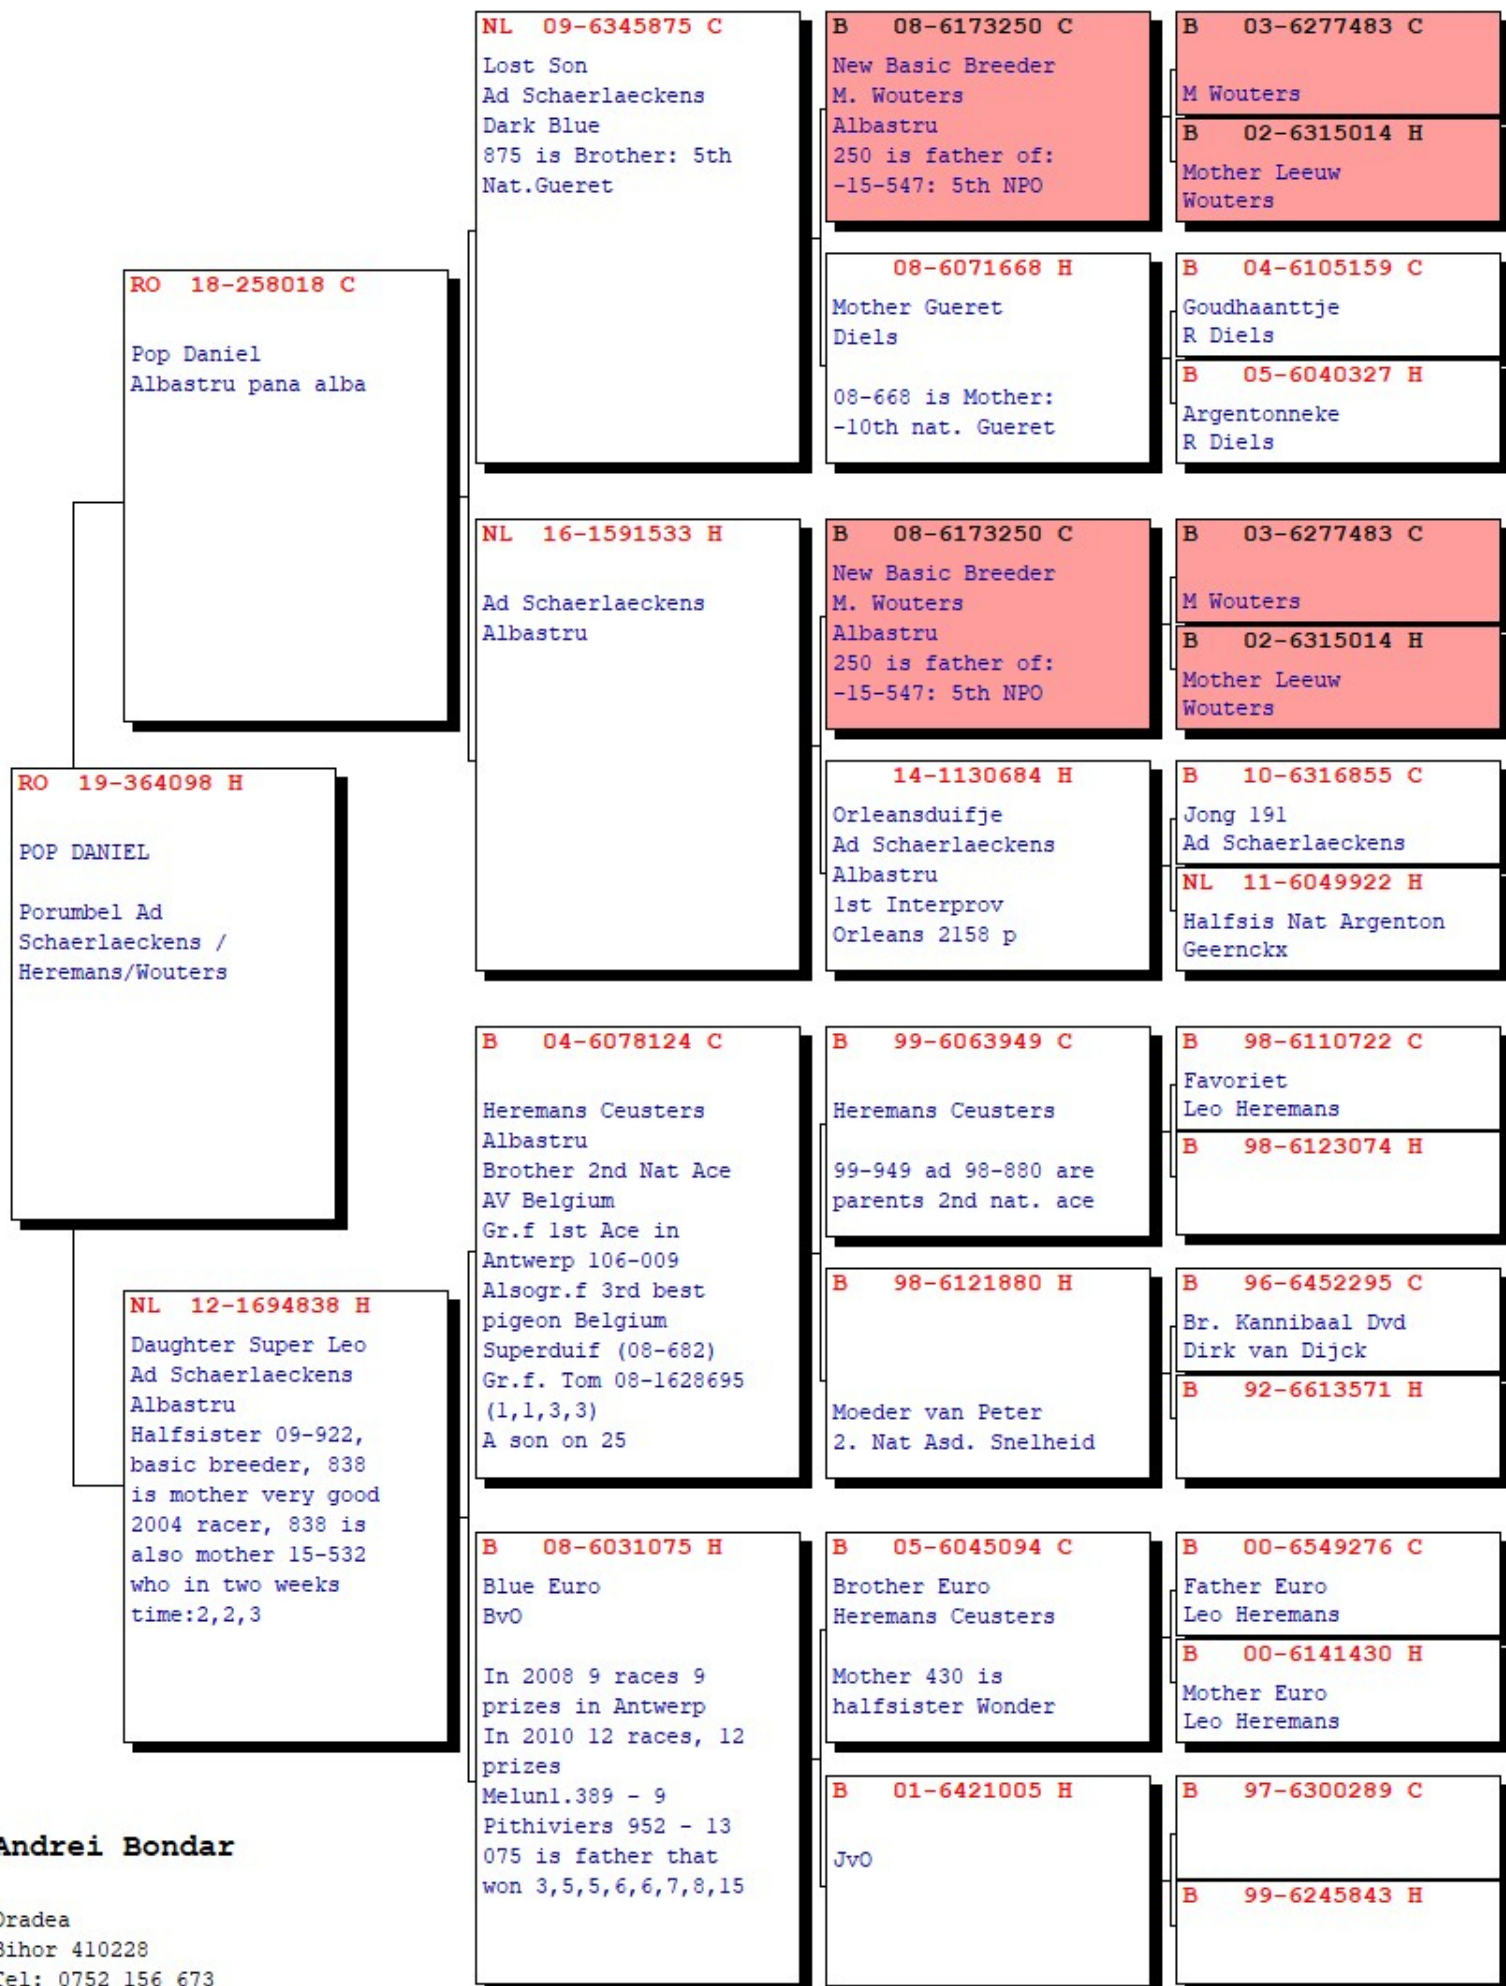 RO 19-364098 H
POP DANIEL
Porumbel Ad
Schaerlaeckens /
Heremans/Wouters
RO 18-258018 C
Pop Daniel
Albastru pana alba
NL 12-1694838 H
Daughter Super Leo
Ad Schaerlaeckens
Albastru
Halfsister 09-922,
basic breeder, 838
is mother very good
2004 racer, 838 is
also mother 15-532
who in two weeks
time:2,2,3
NL 09-6345875 C
Lost Son
Ad Schaerlaeckens
Dark Blue
875 is Brother: 5th
Nat.Gueret
NL 16-1591533 H
Ad Schaerlaeckens
Albastru
B 04-6078124 C
Heremans Ceusters
Albastru
Brother 2nd Nat Ace
AV Belgium
Gr.f 1st Ace in
Antwerp 106-009
Alsogr.f 3rd best
pigeon Belgium
Superduif (08-682)
Gr.f. Tom 08-1628695
(1,1,3,3)
A son on 25
B 08-6031075 H
Blue Euro
BvO
In 2008 9 races 9
prizes in Antwerp
In 2010 12 races, 12
prizes
Melun1.389 - 9
Pithiviers 952 - 13
075 is father that
won 3,5,5,6,6,7,8,15
B 08-6173250 C
New Basic Breeder
M. Wouters
Albastru
250 is father of:
-15-547: 5th NPO
08-6071668 H
Mother Gueret
Diels
08-668 is Mother:
-10th nat. Gueret
B 08-6173250 C
New Basic Breeder
M. Wouters
Albastru
250 is father of:
-15-547: 5th NPO
14-1130684 H
Orleansduifje
Ad Schaerlaeckens
Albastru
1st Interprov
Orleans 2158 p
B 99-6063949 C
Heremans Ceusters
99-949 ad 98-880 are
parents 2nd nat. ace
B 98-6121880 H
Moeder van Peter
2. Nat Asd. Snelheid
B 05-6045094 C
Brother Euro
Heremans Ceusters
Mother 430 is
halfsister Wonder
B 01-6421005 H
JvO
B 03-6277483 C
M Wouters
B 02-6315014 H
Mother Leeuw
Wouters
B 04-6105159 C
Goudhaanttje
R Diels
B 05-6040327 H
Argentonneke
R Diels
B 03-6277483 C
M Wouters
B 02-6315014 H
Mother Leeuw
Wouters
B 10-6316855 C
Jong 191
Ad Schaerlaeckens
NL 11-6049922 H
Halfsis Nat Argenton
Geernckx
B 98-6110722 C
Favoriet
Leo Heremans
B 98-6123074 H
B 96-6452295 C
Br. Kannibaal Dvd
Dirk van Dijck
B 92-6613571 H
B 00-6549276 C
Father Euro
Leo Heremans
B 00-6141430 H
Mother Euro
Leo Heremans
B 97-6300289 C
B 99-6245843 H
Andrei Bondar
Oradea
Bihor 410228
Tel: 0752 156 673